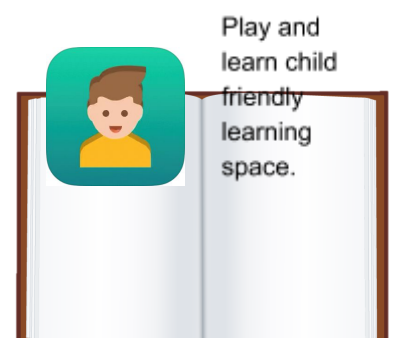 Play and
learn child
friendly
learning
space.